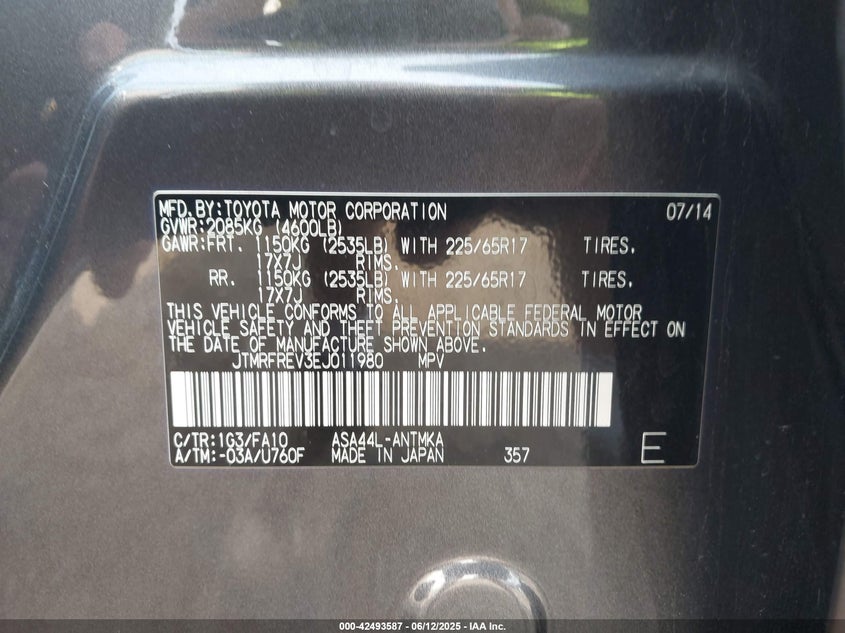 MFD.BY:TOYOTA MOTOR CORPORATION 07/14
GVWR:2085KG (4600LB)
GAWR:FRT. 1150KG (2535LB) WITH 225/65R17 TIRES.
17X7J RIMS.
RR. 1150KG (2535LB) WITH 225/65R17 TIRES.
17X7J RIMS.
THIS VEHICLE CONFORMS TO ALL APPLICABLE FEDERAL MOTOR
VEHICLE SAFETY AND THEFT PREVENTION STANDARDS IN EFFECT ON
THE DATE OF MANUFACTURE SHOWN ABOVE.
JTMRFREV3EJ011980 MPV
C/TR:1G3/FA10 ASA44L-ANTMKA
A/TM:-03A/U760F MADE IN JAPAN 357 E
000-42493587 - 06/12/2025 - IAA Inc.